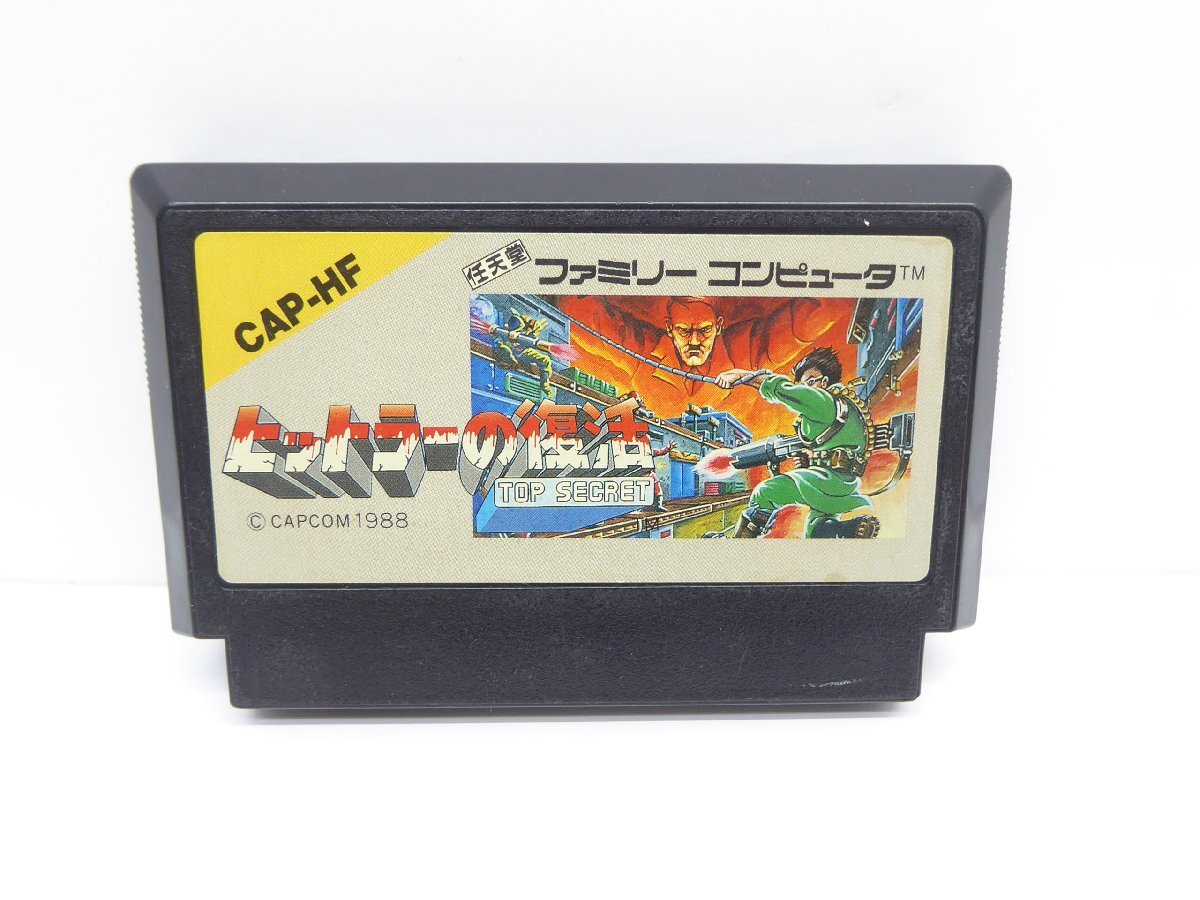 CAP-HF
任天堂 ファミリー コンピュータ™
ヒットラーの復活
TOP SECRET
© CAPCOM 1988